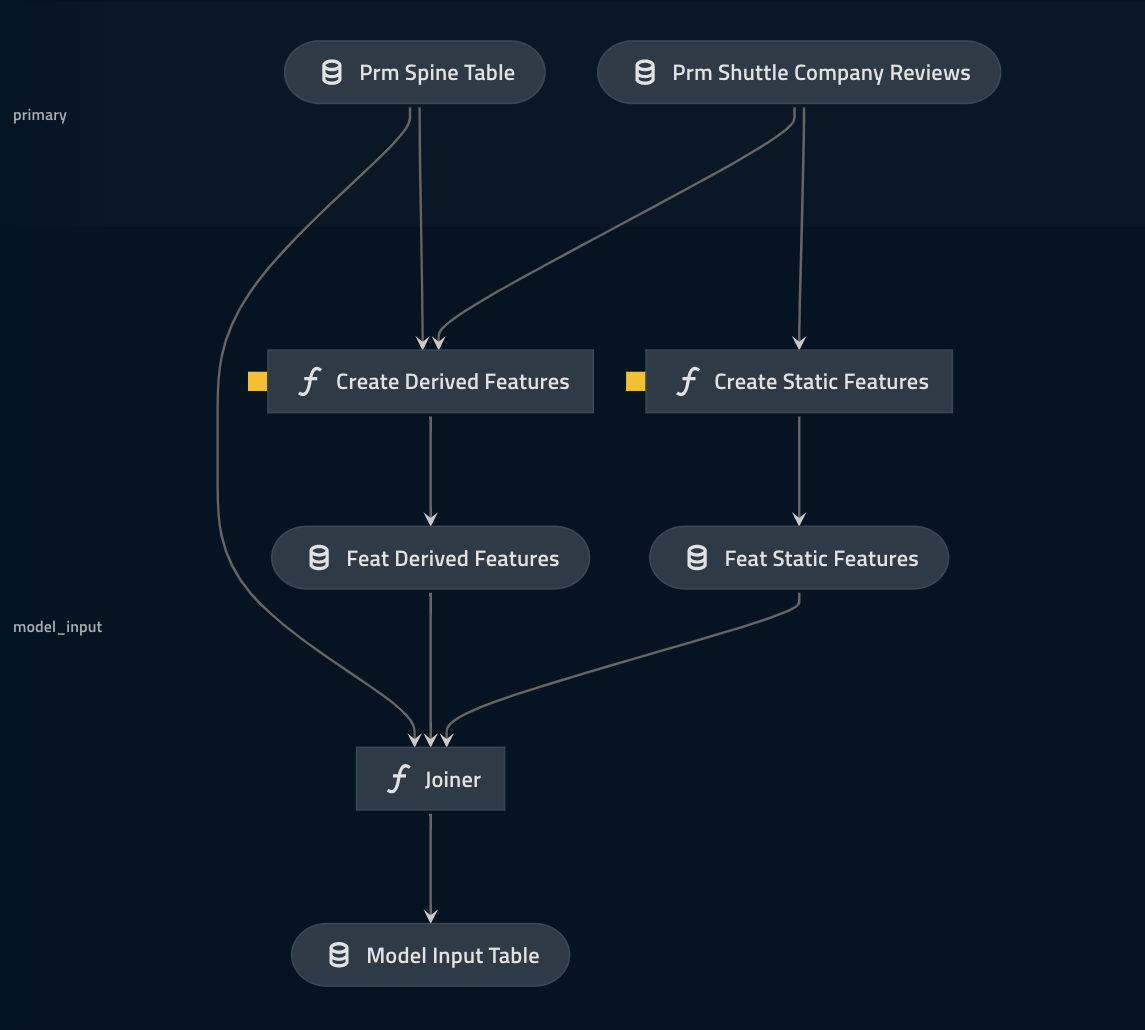 Prm Spine Table
Prm Shuttle Company Reviews
primary
Create Derived Features
Create Static Features
Feat Derived Features
Feat Static Features
model_input
Joiner
Model Input Table